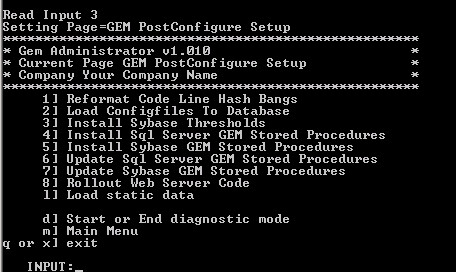 Read Input 3
Setting Page=GEM PostConfigure Setup
****************************************************
* Gem Administrator v1.010 *
* Current Page GEM PostConfigure Setup *
* Company Your Company Name *
****************************************************
1] Reformat Code Line Hash Bangs
2] Load Configfiles To Database
3] Install Sybase Thresholds
4] Install Sql Server GEM Stored Procedures
5] Install Sybase GEM Stored Procedures
6] Update Sql Server GEM Stored Procedures
7] Update Sybase GEM Stored Procedures
8] Rollout Web Server Code
l] Load static data
d] Start or End diagnostic mode
m] Main Menu
q or x] exit
INPUT:_